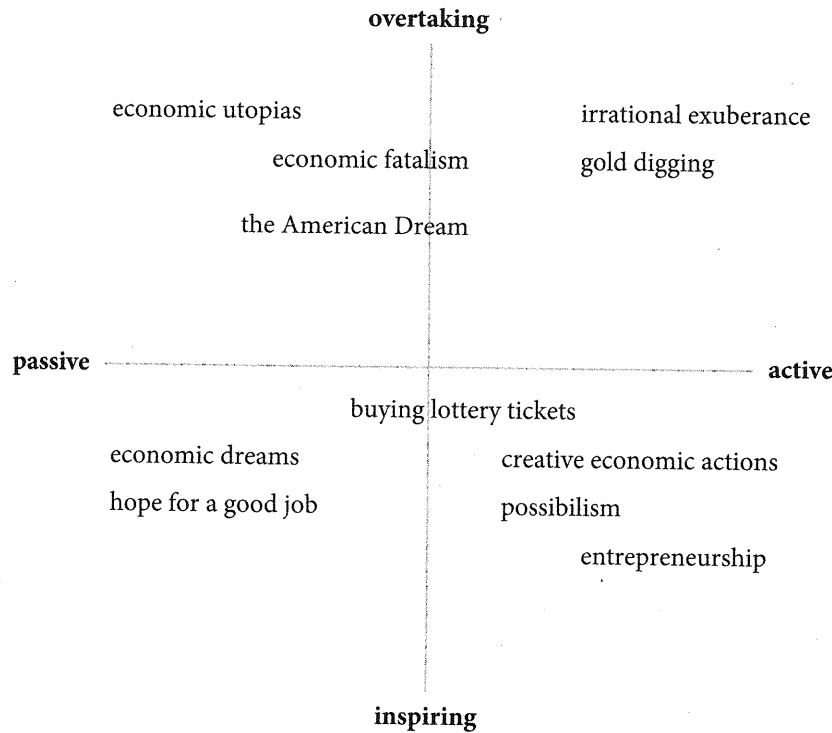 overtaking
economic utopias
irrational exuberance
economic fatalism
gold digging
the American Dream
passive
active
buying lottery tickets
economic dreams
creative economic actions
hope for a good job
possibilism
entrepreneurship
inspiring